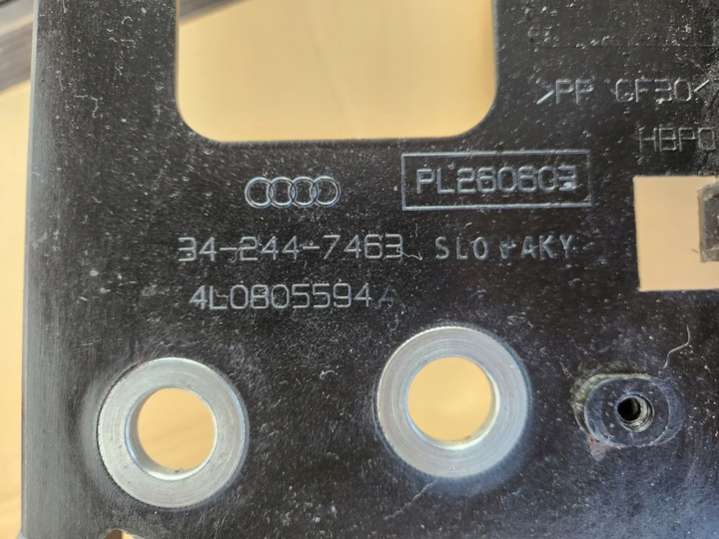 >PP GF30<
HBPO
PL260603
34-244-7463 SLOVAKY
4L0805594A